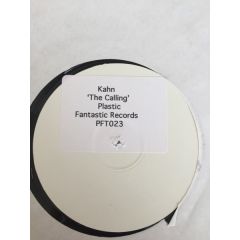 Kahn
'The Calling'
Plastic
Fantastic Records
PFT023